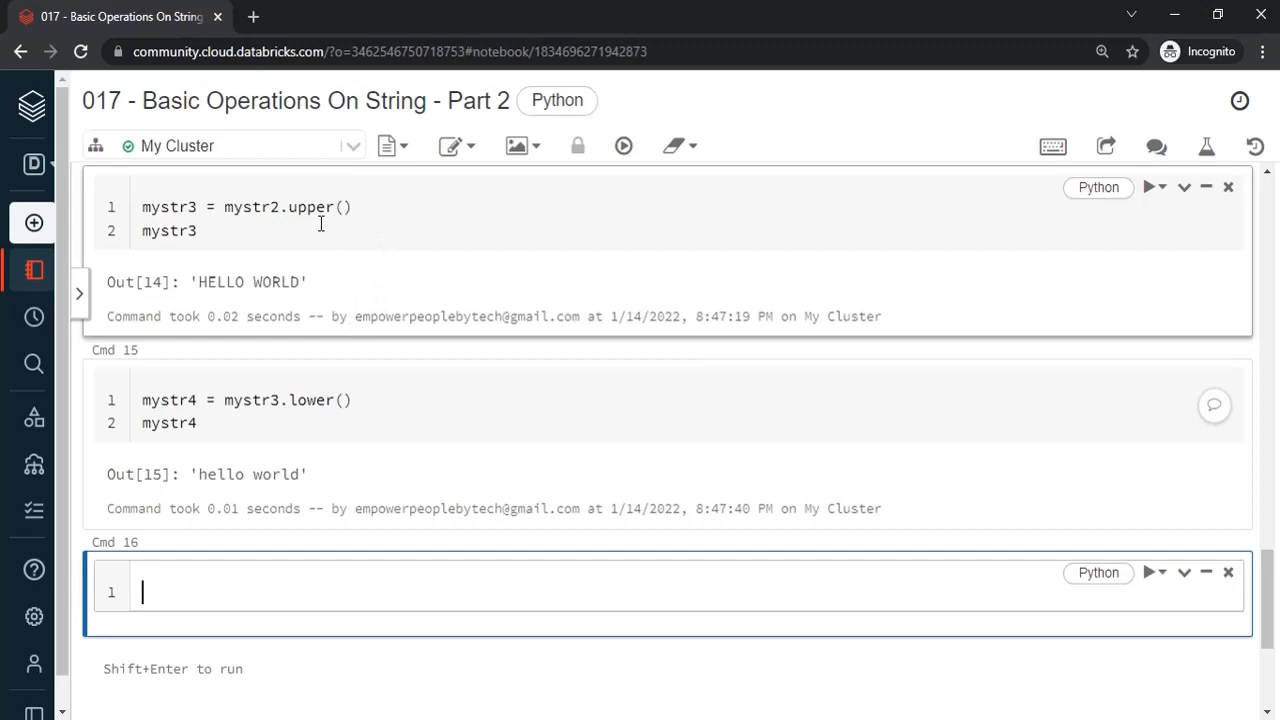 017 - Basic Operations On String
Incognito
community.cloud.databricks.com/?o=3462546750718753#notebook/1834696271942873
017 - Basic Operations On String - Part 2 Python
My Cluster
D
Python
1 mystr3 = mystr2.upper()
2 mystr3
Out[14]: 'HELLO WORLD'
Command took 0.02 seconds -- by empowerpeoplebytech@gmail.com at 1/14/2022, 8:47:19 PM on My Cluster
Cmd 15
1 mystr4 = mystr3.lower()
2 mystr4
Out[15]: 'hello world'
Command took 0.01 seconds -- by empowerpeoplebytech@gmail.com at 1/14/2022, 8:47:40 PM on My Cluster
Cmd 16
Python
1
Shift+Enter to run